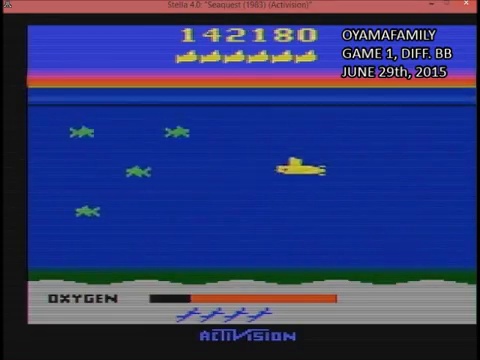 Stella 4.0: "Seaquest (1983) (Activision)"
142180
OYAMAFAMILY
GAME 1, DIFF. BB
JUNE 29th, 2015
OXYGEN
ACTIVISION